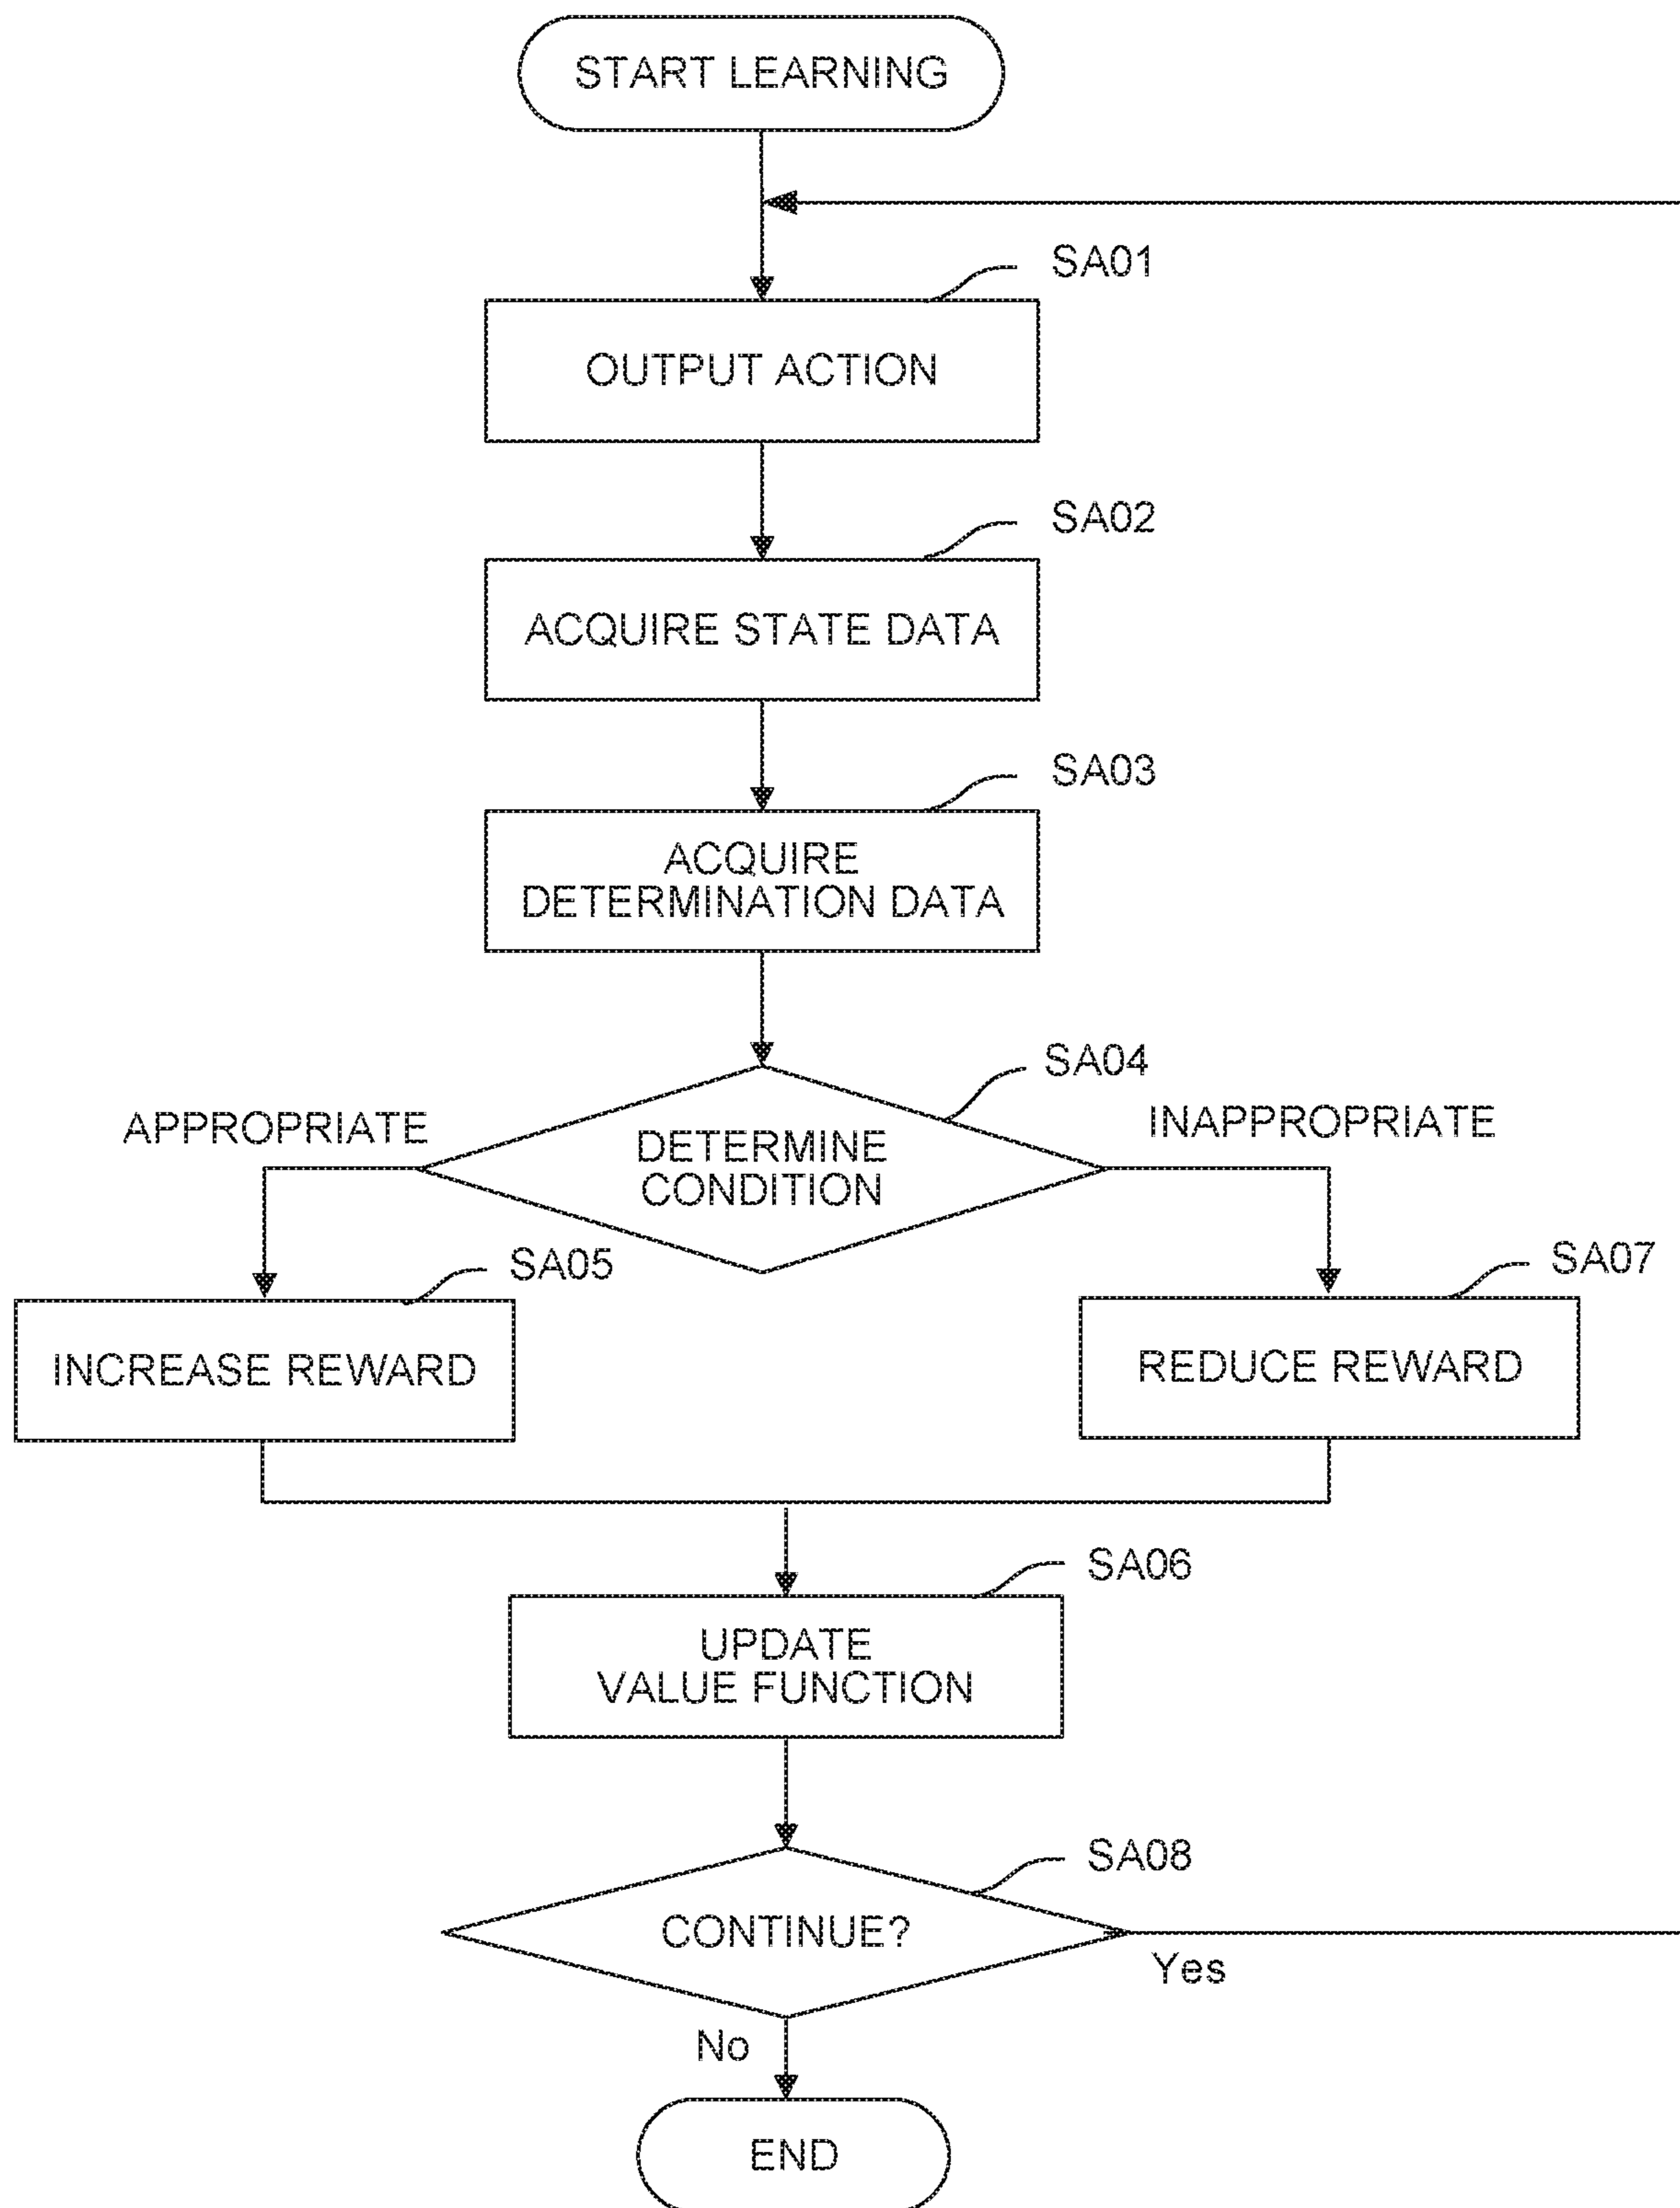 START LEARNING
SA01
OUTPUT ACTION
SA02
ACQUIRE STATE DATA
SA03
ACQUIRE
DETERMINATION DATA
SA04
APPROPRIATE
INAPPROPRIATE
DETERMINE
CONDITION
SA05
SA07
INCREASE REWARD
REDUCE REWARD
SA06
UPDATE
VALUE FUNCTION
SA08
CONTINUE?
Yes
No
END